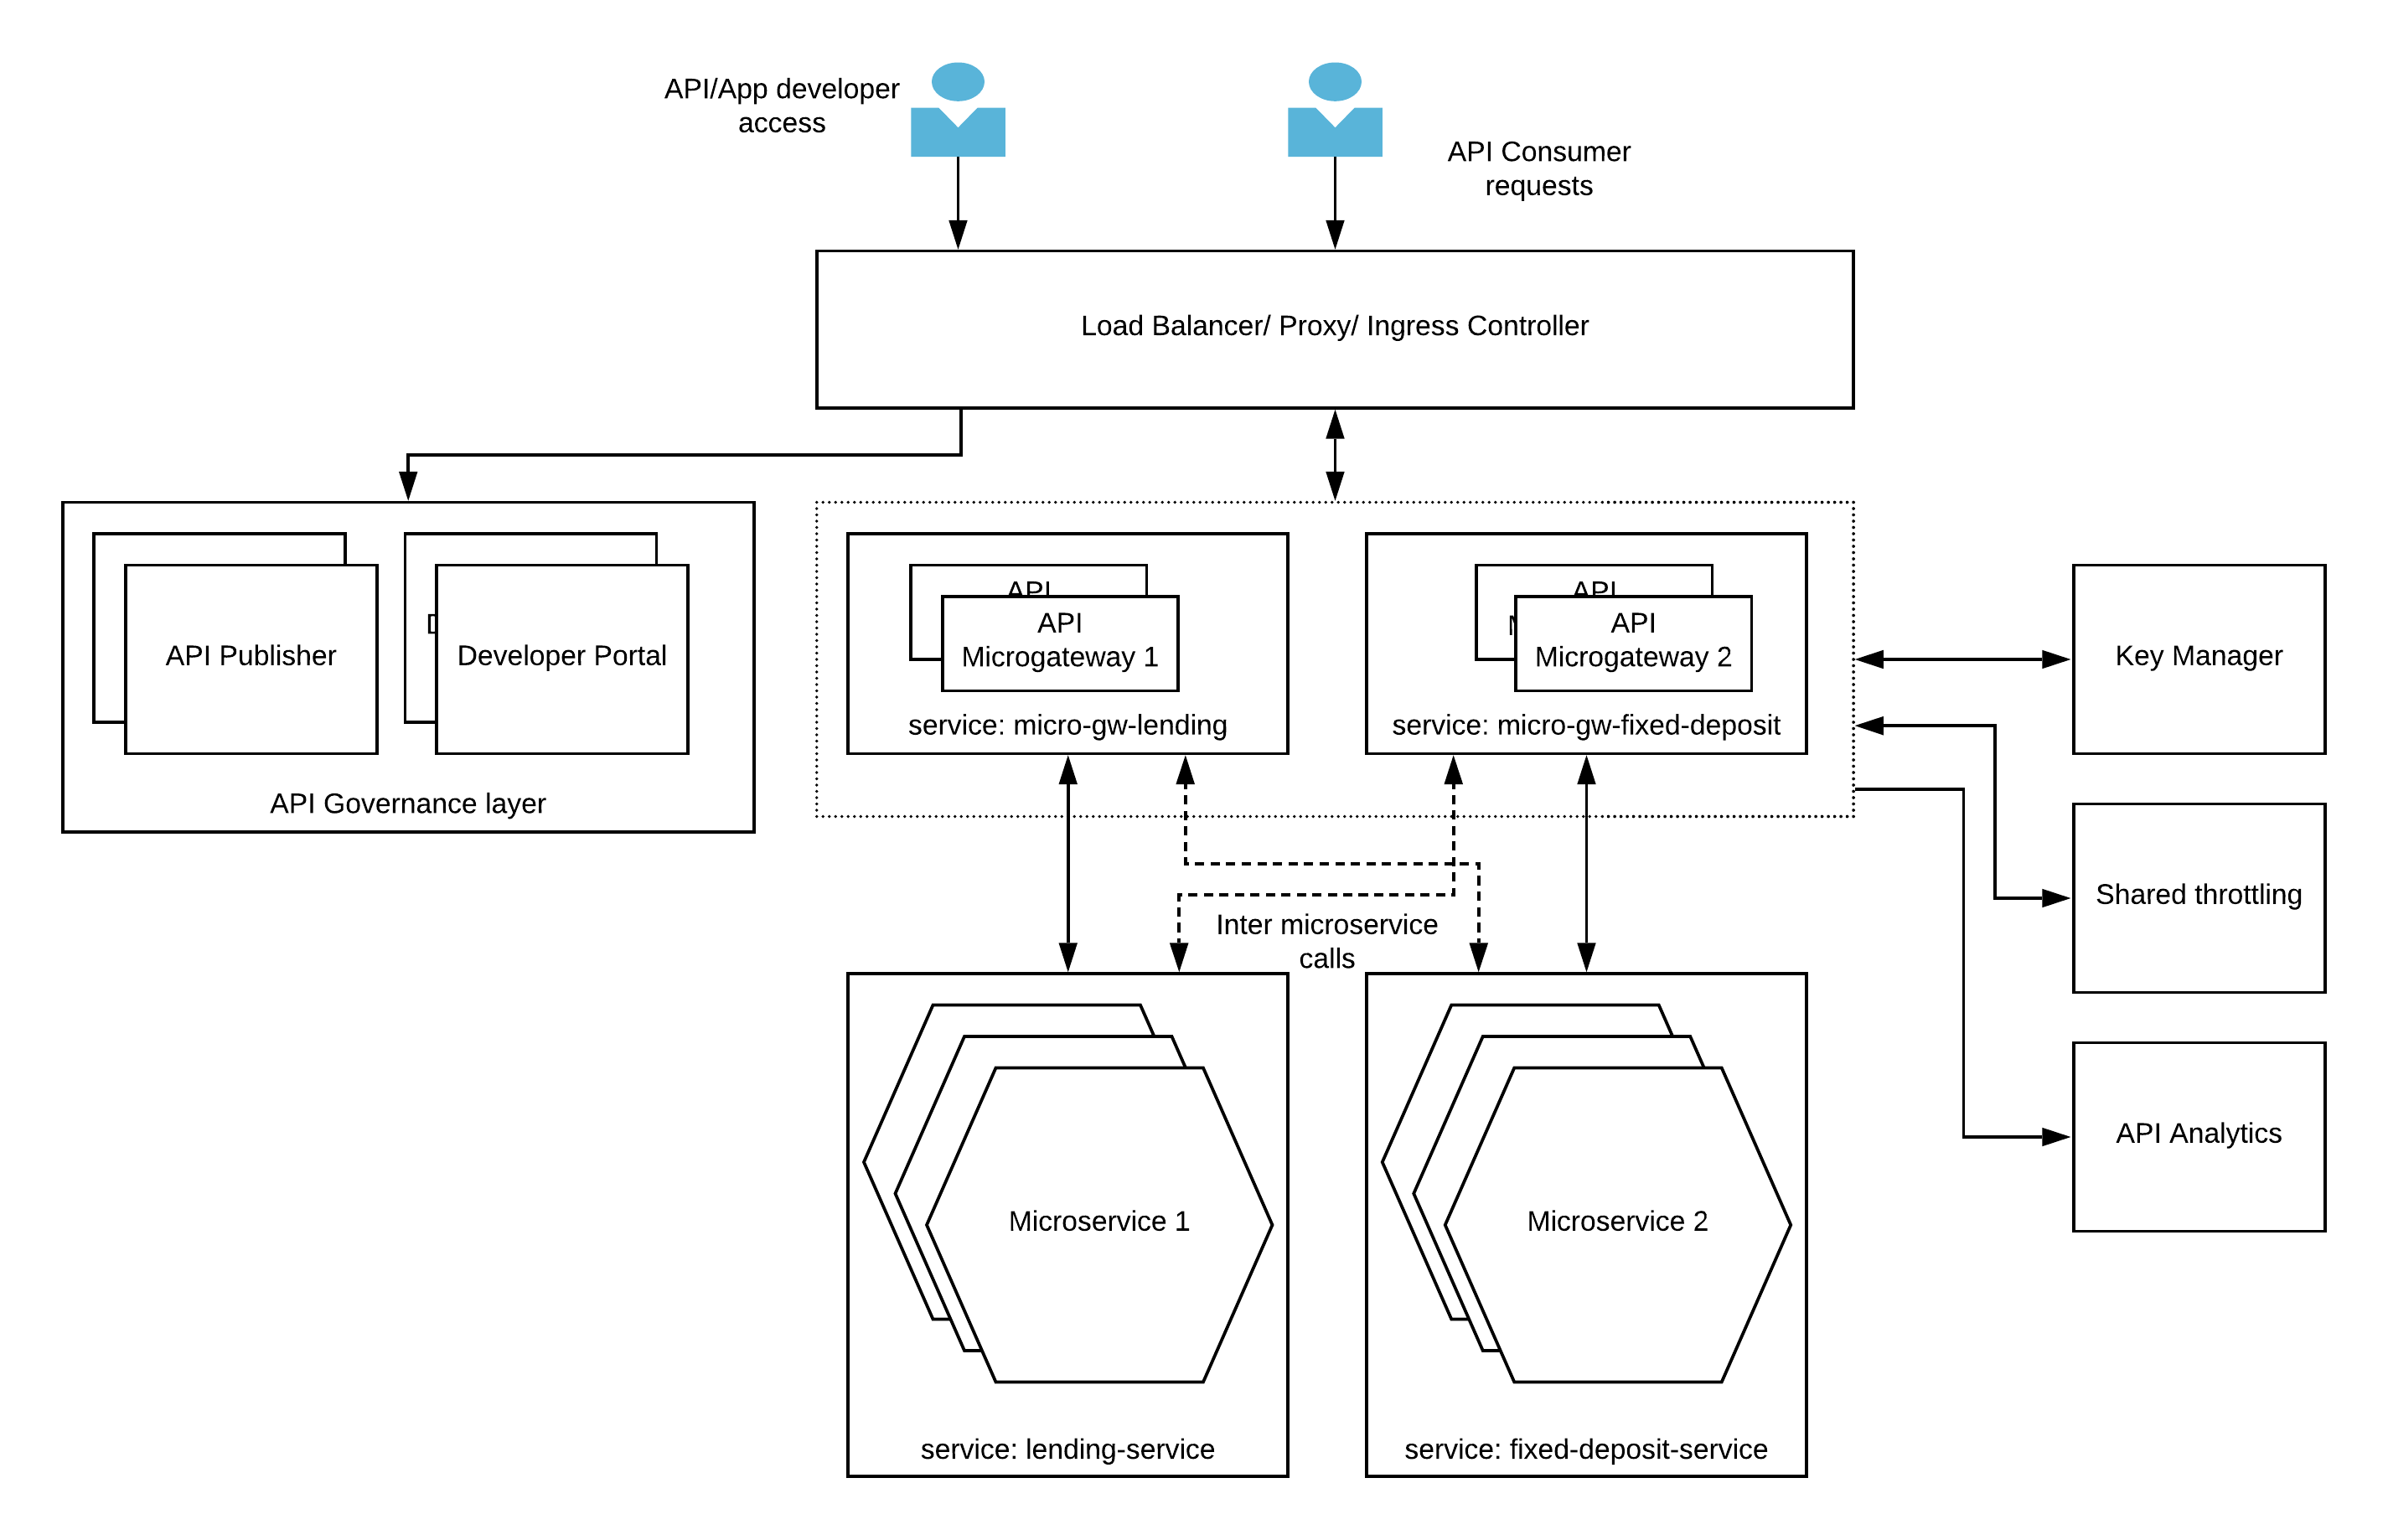 API/App developer
access
API Consumer
requests
Load Balancer/ Proxy/ Ingress Controller
API Publisher
Developer Portal
API Governance layer
API
API
Microgateway 1
service: micro-gw-lending
API
API
Microgateway 2
service: micro-gw-fixed-deposit
Key Manager
Shared throttling
API Analytics
Inter microservice
calls
Microservice 1
service: lending-service
Microservice 2
service: fixed-deposit-service